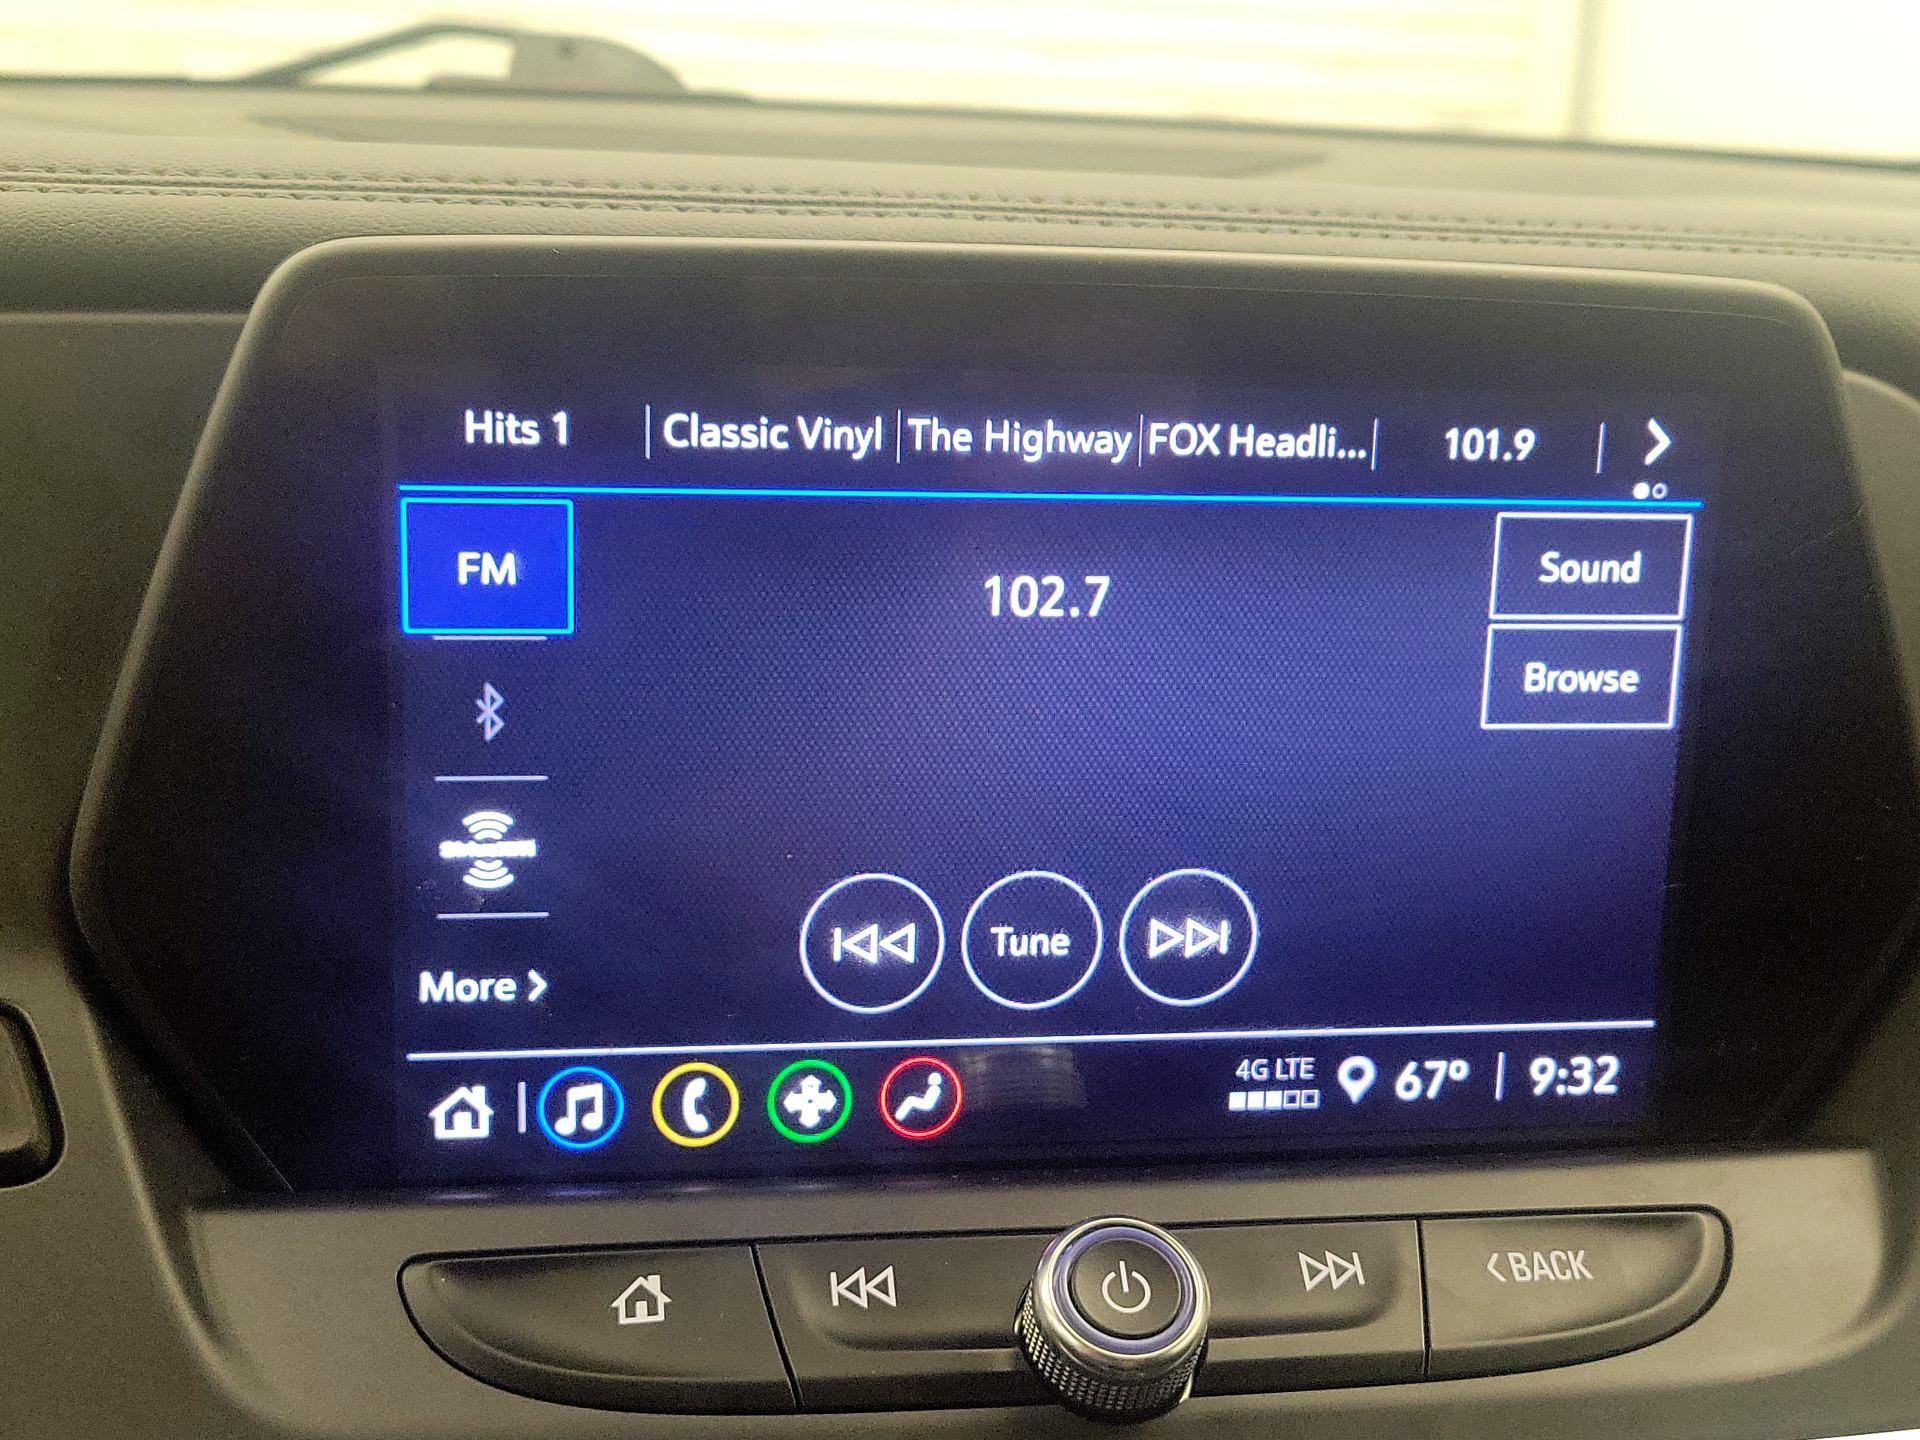 Hits 1
Classic Vinyl
The Highway
FOX Headli...
101.9
FM
102.7
Sound
Browse
More
Tune
4G LTE
67°
9:32
BACK